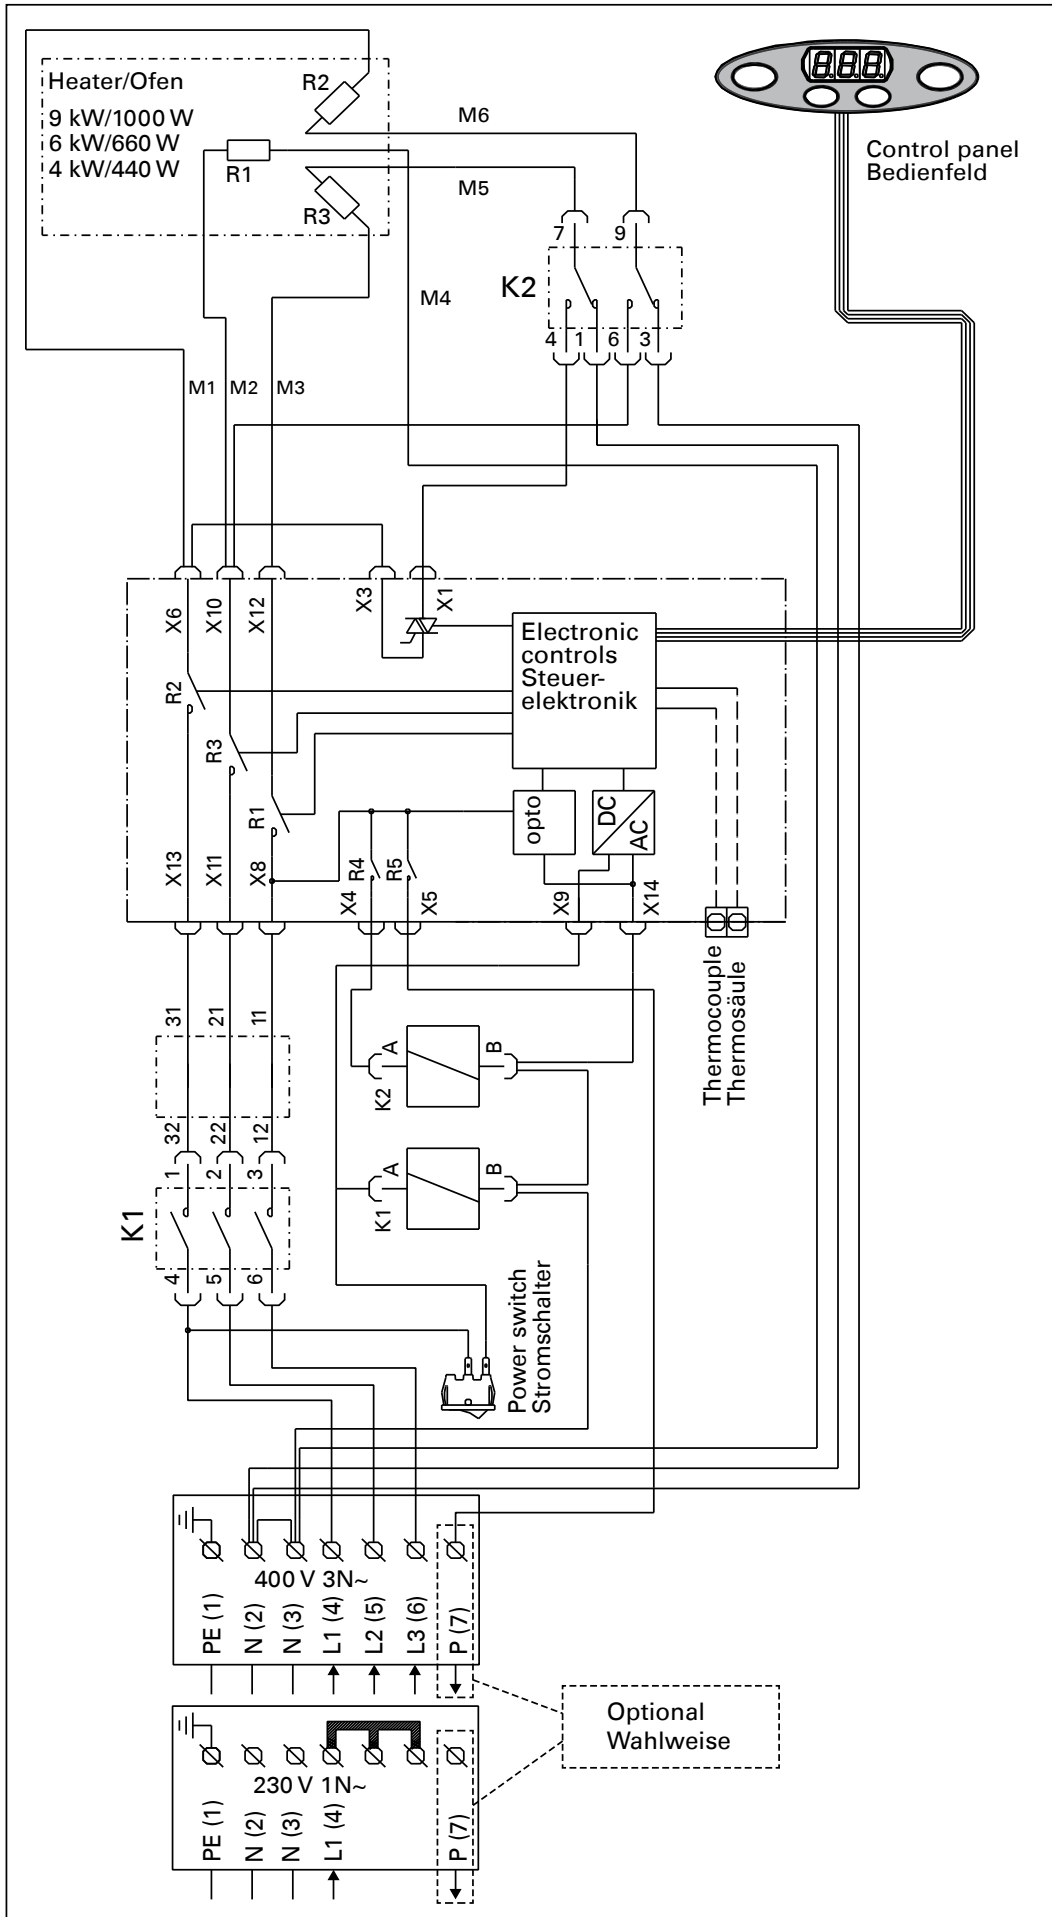 Heater/Ofen
9 kW/1000 W
6 kW/660 W
4 kW/440 W
R2
R1
R3
M6
M5
M4
888
Control panel
Bedienfeld
7
9
K2
4
1
6
3
M1
M2
M3
X6
X10
X12
X3
X1
Electronic
controls
Steuer-
elektronik
R2
R3
R1
opto
DC
AC
R4
R5
X13
X11
X8
X4
X5
X9
X14
Thermocouple
Thermosäule
31
21
11
32
22
12
A
B
K2
1
2
3
K1
A
B
K1
4
5
6
Power switch
Stromschalter
400 V 3N~
PE (1)
N (2)
N (3)
L1 (4)
L2 (5)
L3 (6)
P (7)
Optional
Wahlweise
230 V 1N~
PE (1)
N (2)
N (3)
L1 (4)
P (7)